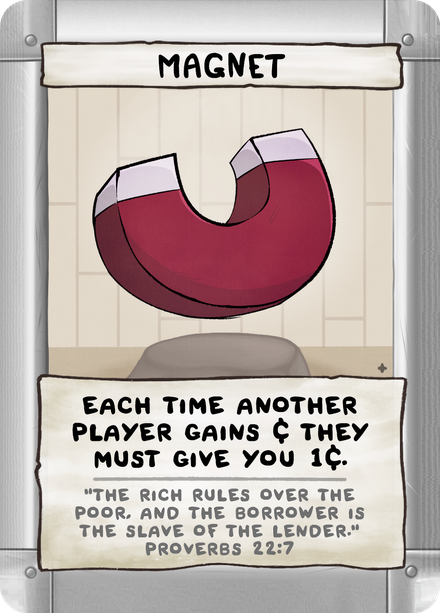 MAGNET
EACH TIME ANOTHER
PLAYER GAINS ¢ THEY
MUST GIVE YOU 1¢.
"THE RICH RULES OVER THE
POOR, AND THE BORROWER IS
THE SLAVE OF THE LENDER."
PROVERBS 22:7